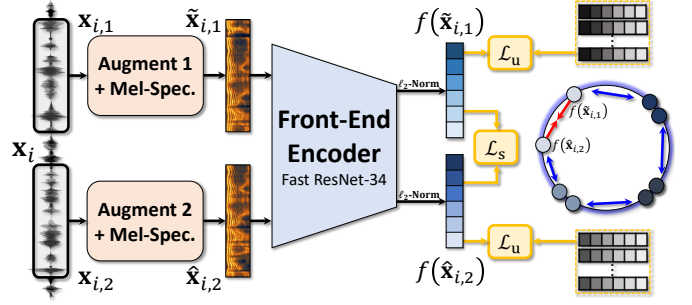 x_{i,1}
x̃_{i,1}
f(x̃_{i,1})
Augment 1
+ Mel-Spec.
ℓ₂-Norm
L_u
x_i
Front-End
Encoder
Fast ResNet-34
L_s
f(x̃_{i,1})
f(x̂_{i,2})
Augment 2
+ Mel-Spec.
ℓ₂-Norm
L_u
x_{i,2}
x̂_{i,2}
f(x̂_{i,2})